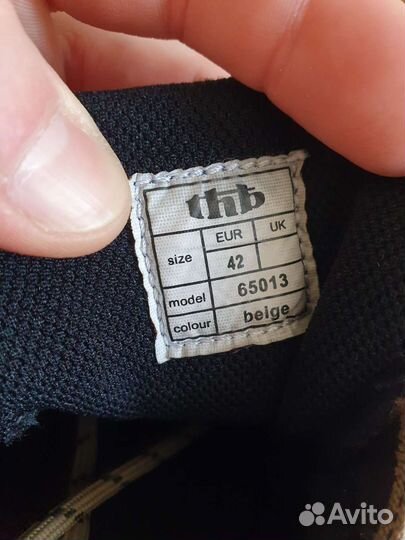 thb
EUR UK
size 42
model 65013
colour beige
Avito